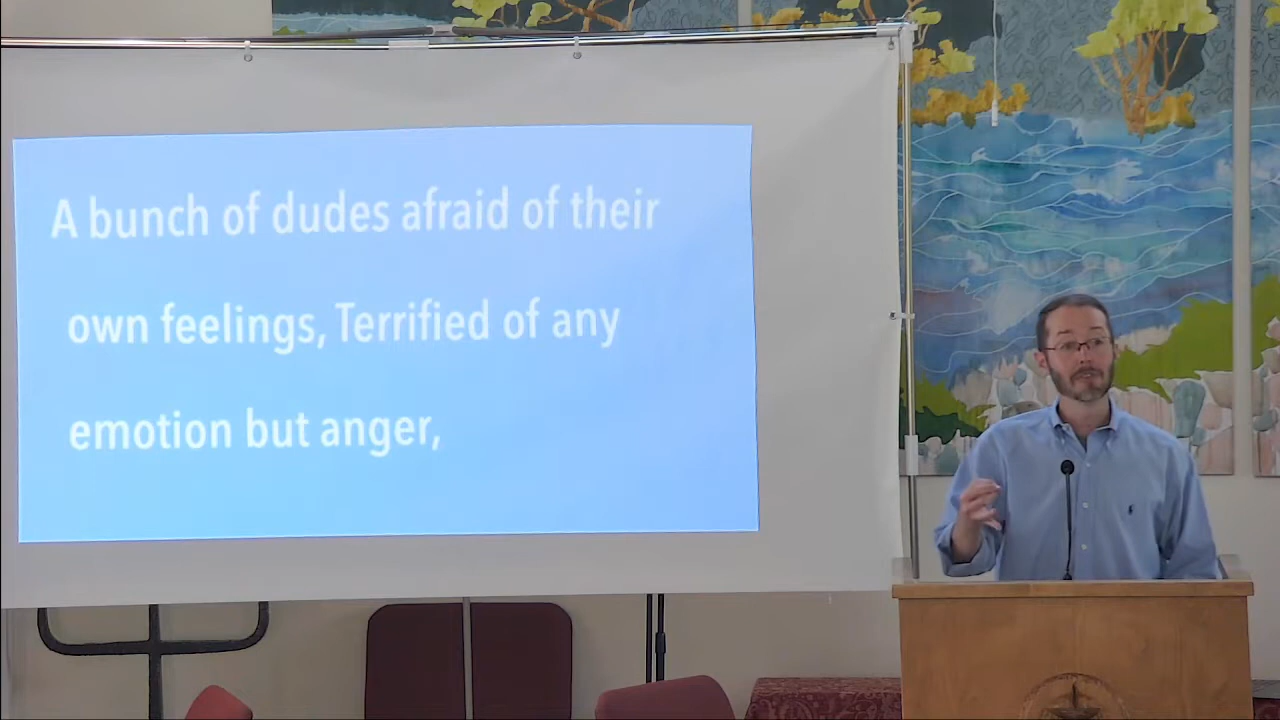 A bunch of dudes afraid of their
own feelings, Terrified of any
emotion but anger,